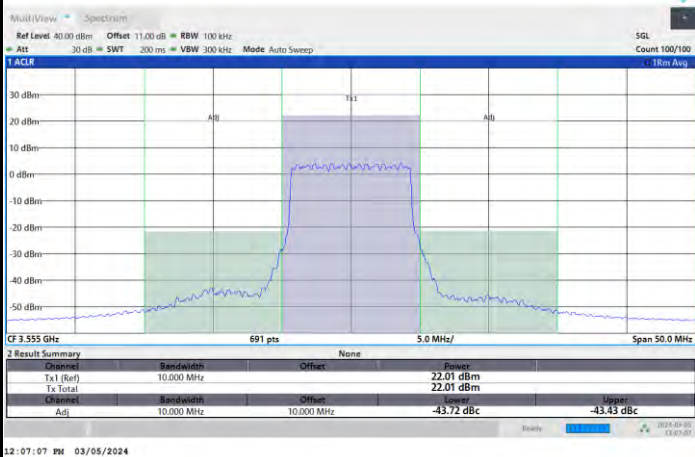 MultiView Spectrum
Ref Level 40.00 dBm Offset 11.00 dB RBW 100 kHz SGL
Att 30 dB SWT 200 ms VBW 300 kHz Mode Auto Sweep Count 100/100
1 ACLR 1Rm Avg
Tx1
Adj Adj
30 dBm
20 dBm
10 dBm
0 dBm
-10 dBm
-20 dBm
-30 dBm
-40 dBm
-50 dBm
CF 3.555 GHz 691 pts 5.0 MHz/ Span 50.0 MHz
2 Result Summary None
Channel Bandwidth Offset Power
Tx1 (Ref) 10.000 MHz 22.01 dBm
Tx Total 22.01 dBm
Channel Bandwidth Offset Lower Upper
Adj 10.000 MHz 10.000 MHz -43.72 dBc -43.43 dBc
Ready 2024-03-05
12:07:07
12:07:07 PM 03/05/2024